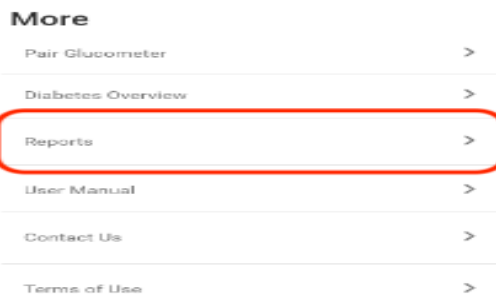 More
Pair Glucometer
Diabetes Overview
Reports
User Manual
Contact Us
Terms of Use